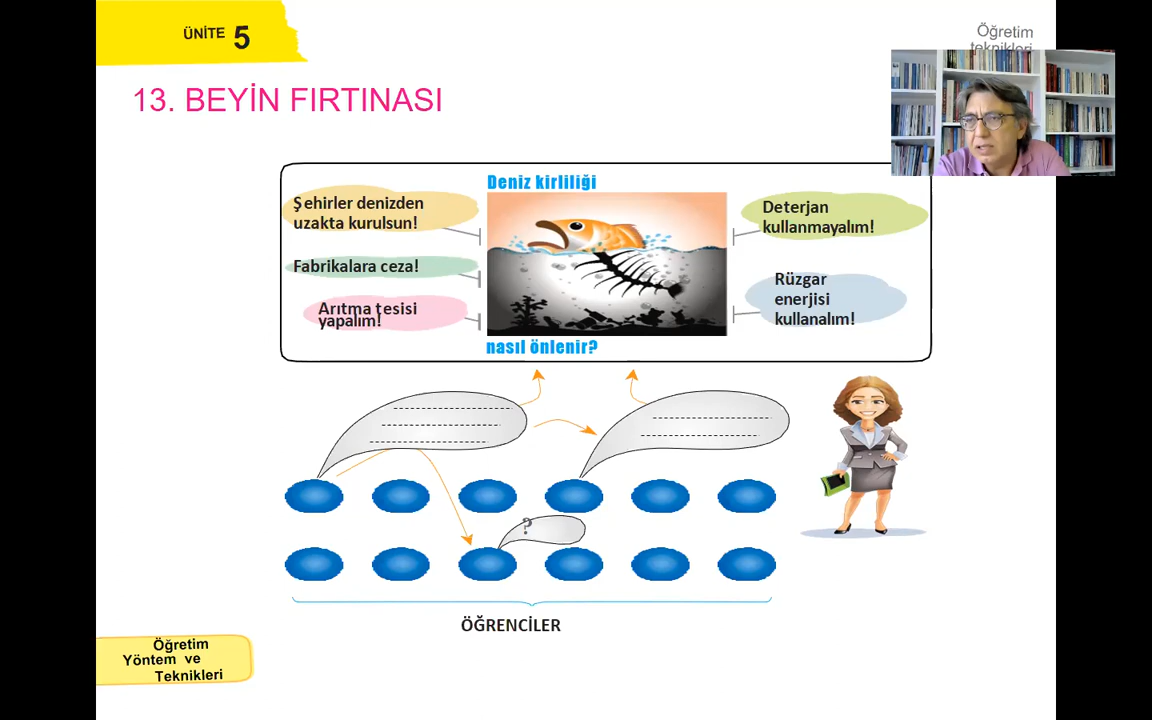 ÜNİTE 5
Öğretim
teknikleri
13. BEYİN FIRTINASI
Deniz kirliliği
Şehirler denizden
uzakta kurulsun!
Fabrikalara ceza!
Arıtma tesisi
yapalım!
Deterjan
kullanmayalım!
Rüzgar
enerjisi
kullanalım!
nasıl önlenir?
?
ÖĞRENCİLER
Öğretim
Yöntem ve
Teknikleri